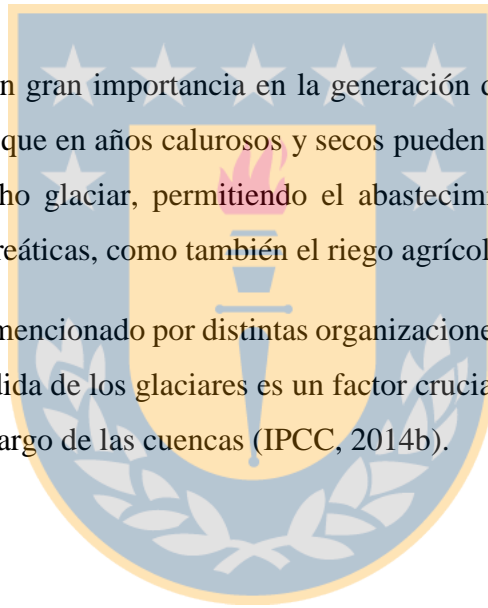 n gran importancia en la generación d
que en años calurosos y secos pueden
ho glaciar, permitiendo el abastecimi
reáticas, como también el riego agrícol
mencionado por distintas organizacione
dida de los glaciares es un factor crucia
argo de las cuencas (IPCC, 2014b).